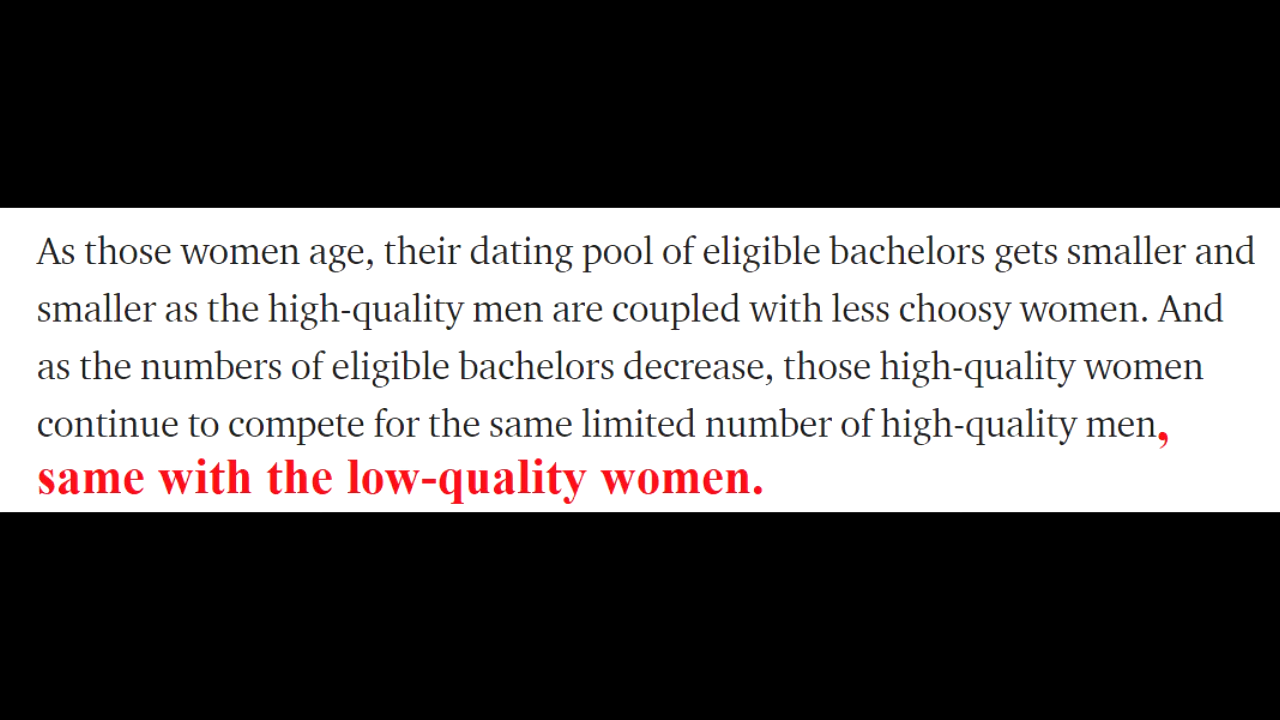 As those women age, their dating pool of eligible bachelors gets smaller and
smaller as the high-quality men are coupled with less choosy women. And
as the numbers of eligible bachelors decrease, those high-quality women
continue to compete for the same limited number of high-quality men,
same with the low-quality women.